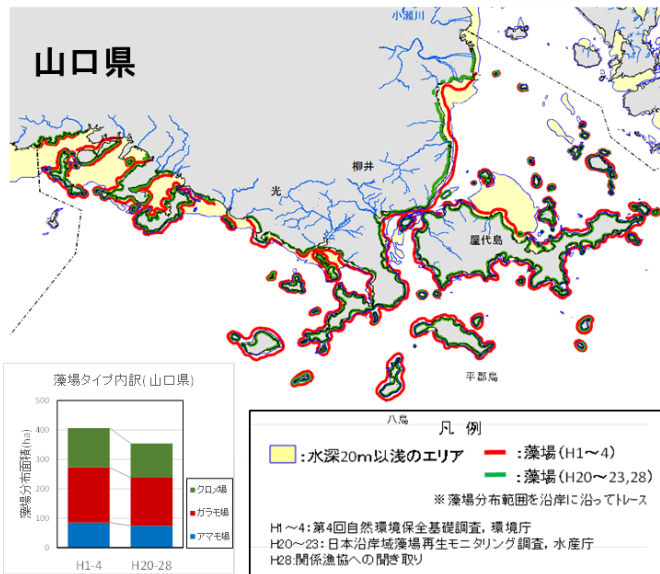 小瀬川
山口県
柳井
光
屋代島
平郡島
八島
藻場タイプ内訳(山口県)
藻場分布面積(ha)
500
400
300
200
100
0
H1-4
H20-28
クロメ場
ガラモ場
アマモ場
凡 例
:水深20m以浅のエリア
:藻場(H1~4)
:藻場(H20~23,28)
※藻場分布範囲を沿岸に沿ってトレース
H1~4:第4回自然環境保全基礎調査, 環境庁
H20~23:日本沿岸域藻場再生モニタリング調査, 水産庁
H28:関係漁協への聞き取り